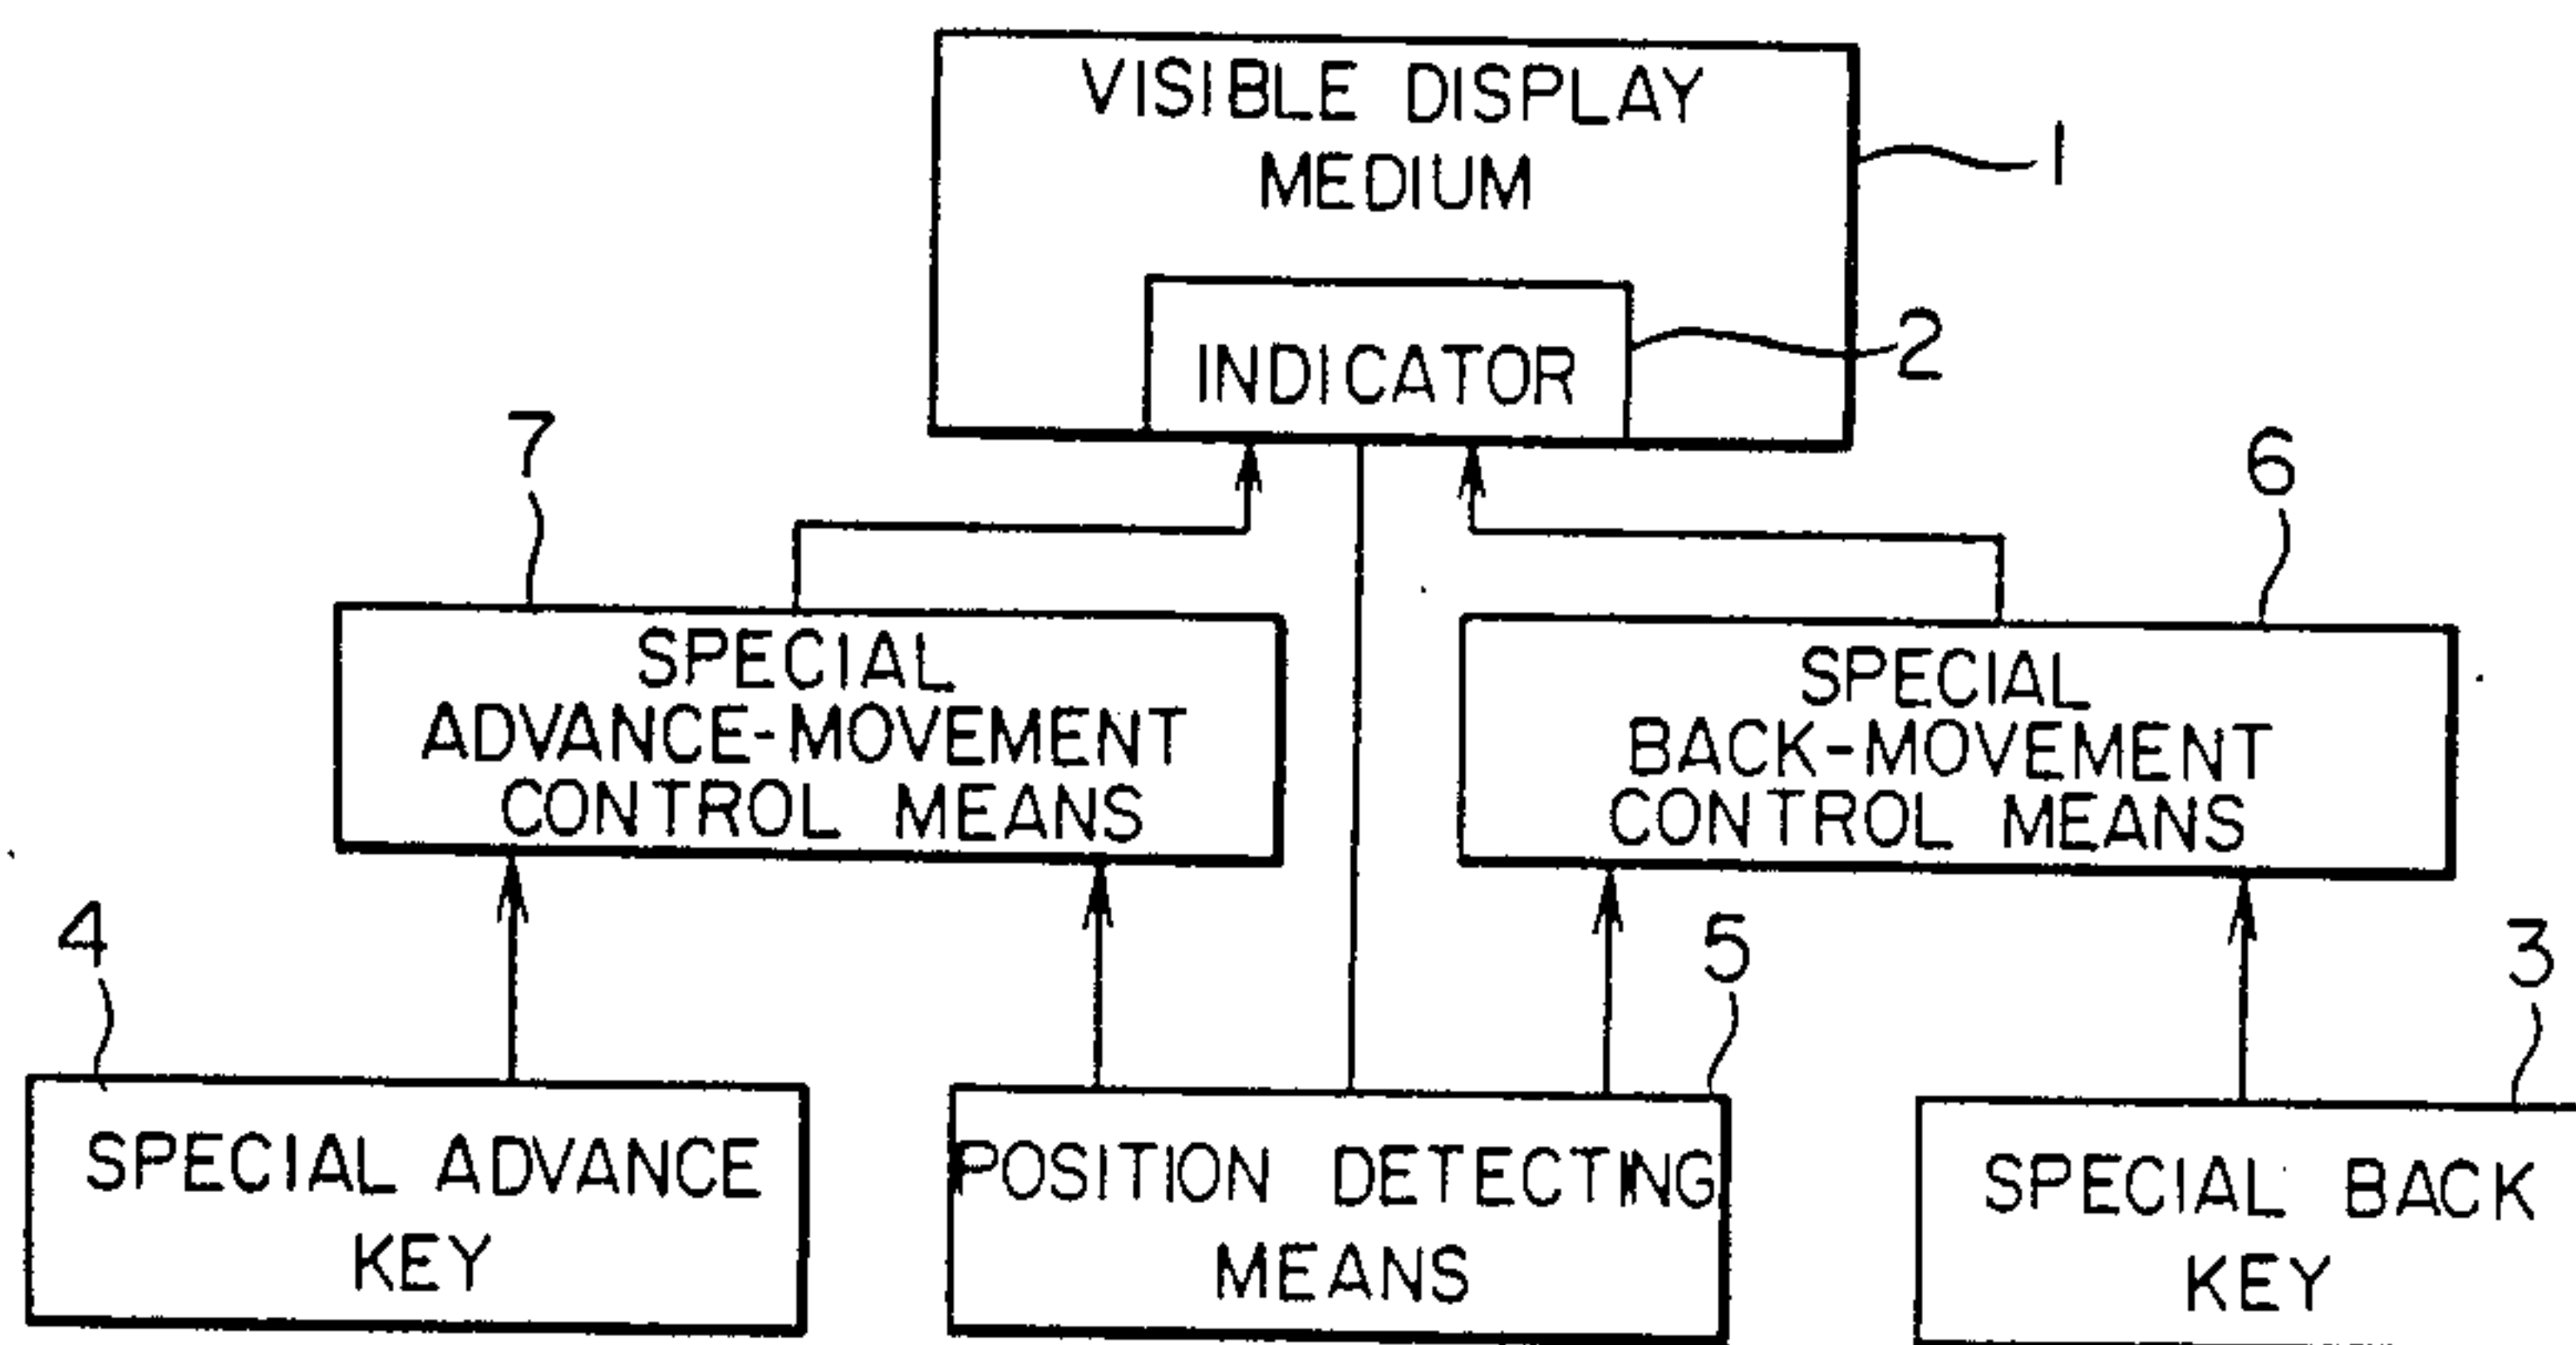 VISIBLE DISPLAY
MEDIUM
1
INDICATOR
2
7
6
SPECIAL
ADVANCE-MOVEMENT
CONTROL MEANS
SPECIAL
BACK-MOVEMENT
CONTROL MEANS
4
5
3
SPECIAL ADVANCE
KEY
POSITION DETECTING
MEANS
SPECIAL BACK
KEY